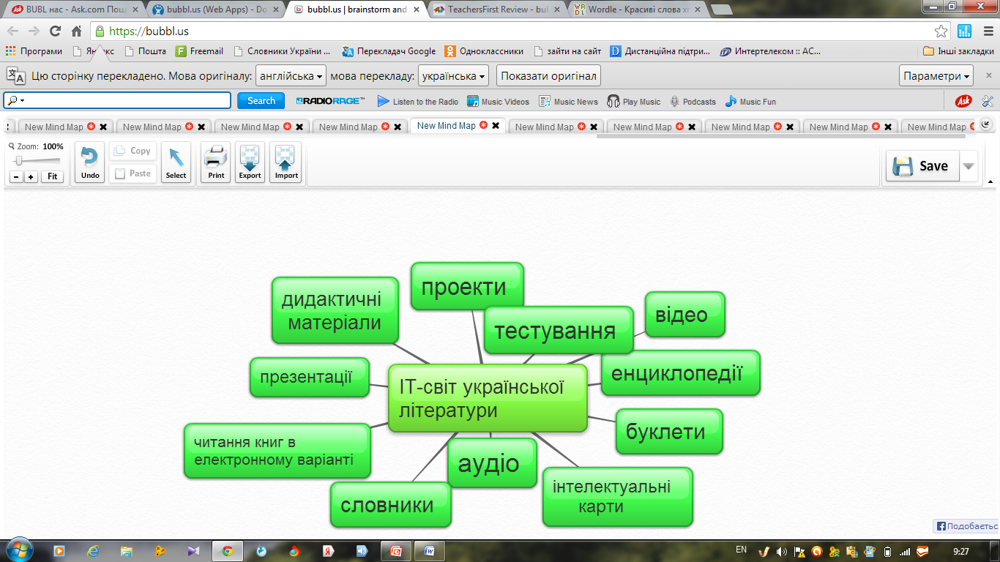 BUBL нас - Ask.com Пош
bubbl.us (Web Apps) - Do
bubbl.us | brainstorm and
TeachersFirst Review - bu
Wordle - Красиві слова х
https://bubbl.us
Програми
Яндекс
Пошта
Freemail
Словники України ...
Перекладач Google
Одноклассники
зайти на сайт
Дистанційна підтри...
Интертелеком :: АС...
Інші закладки
Цю сторінку перекладено. Мова оригіналу: англійська мова перекладу: українська Показати оригінал Параметри
Search RADIORAGE™ Listen to the Radio Music Videos Music News Play Music Podcasts Music Fun Ask
New Mind Map New Mind Map New Mind Map New Mind Map New Mind Map New Mind Map New Mind Map New Mind Map New Mind Map New Mind Map
Zoom: 100%
Fit
Undo
Copy
Paste
Select
Print
Export
Import
Save
проекти
дидактичні
матеріали
відео
тестування
презентації
енциклопедії
ІТ-світ української
літератури
буклети
читання книг в
електронному варіанті
аудіо
інтелектуальні
карти
словники
Подобаєтьс
EN
9:27